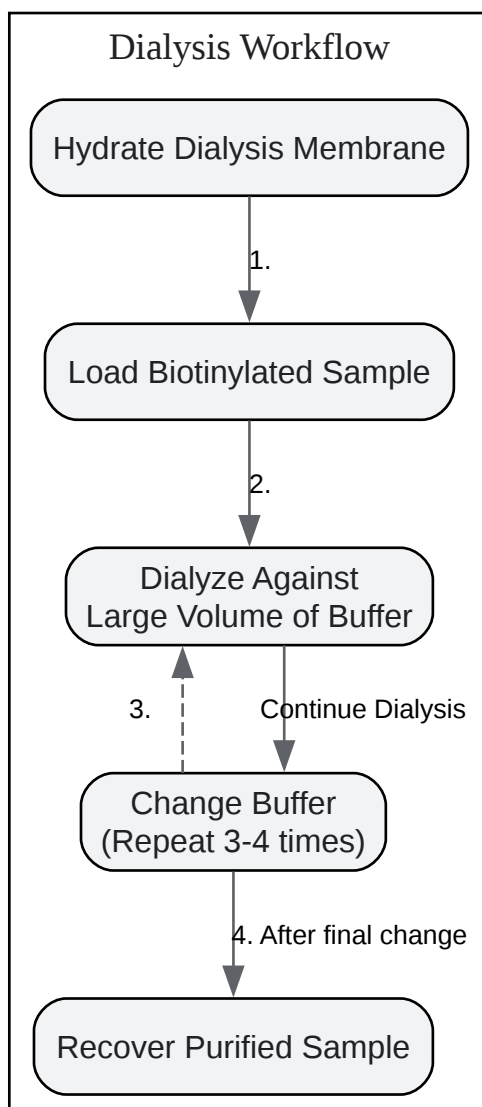 Dialysis Workflow
Hydrate Dialysis Membrane
1.
Load Biotinylated Sample
2.
Dialyze Against
Large Volume of Buffer
3.
Continue Dialysis
Change Buffer
(Repeat 3-4 times)
4. After final change
Recover Purified Sample